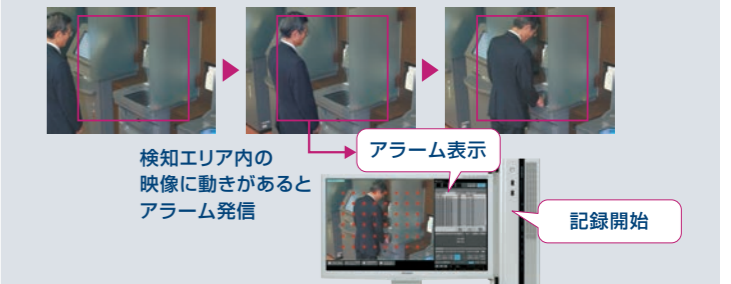 検知エリア内の
映像に動きがあると
アラーム発信
アラーム表示
記録開始